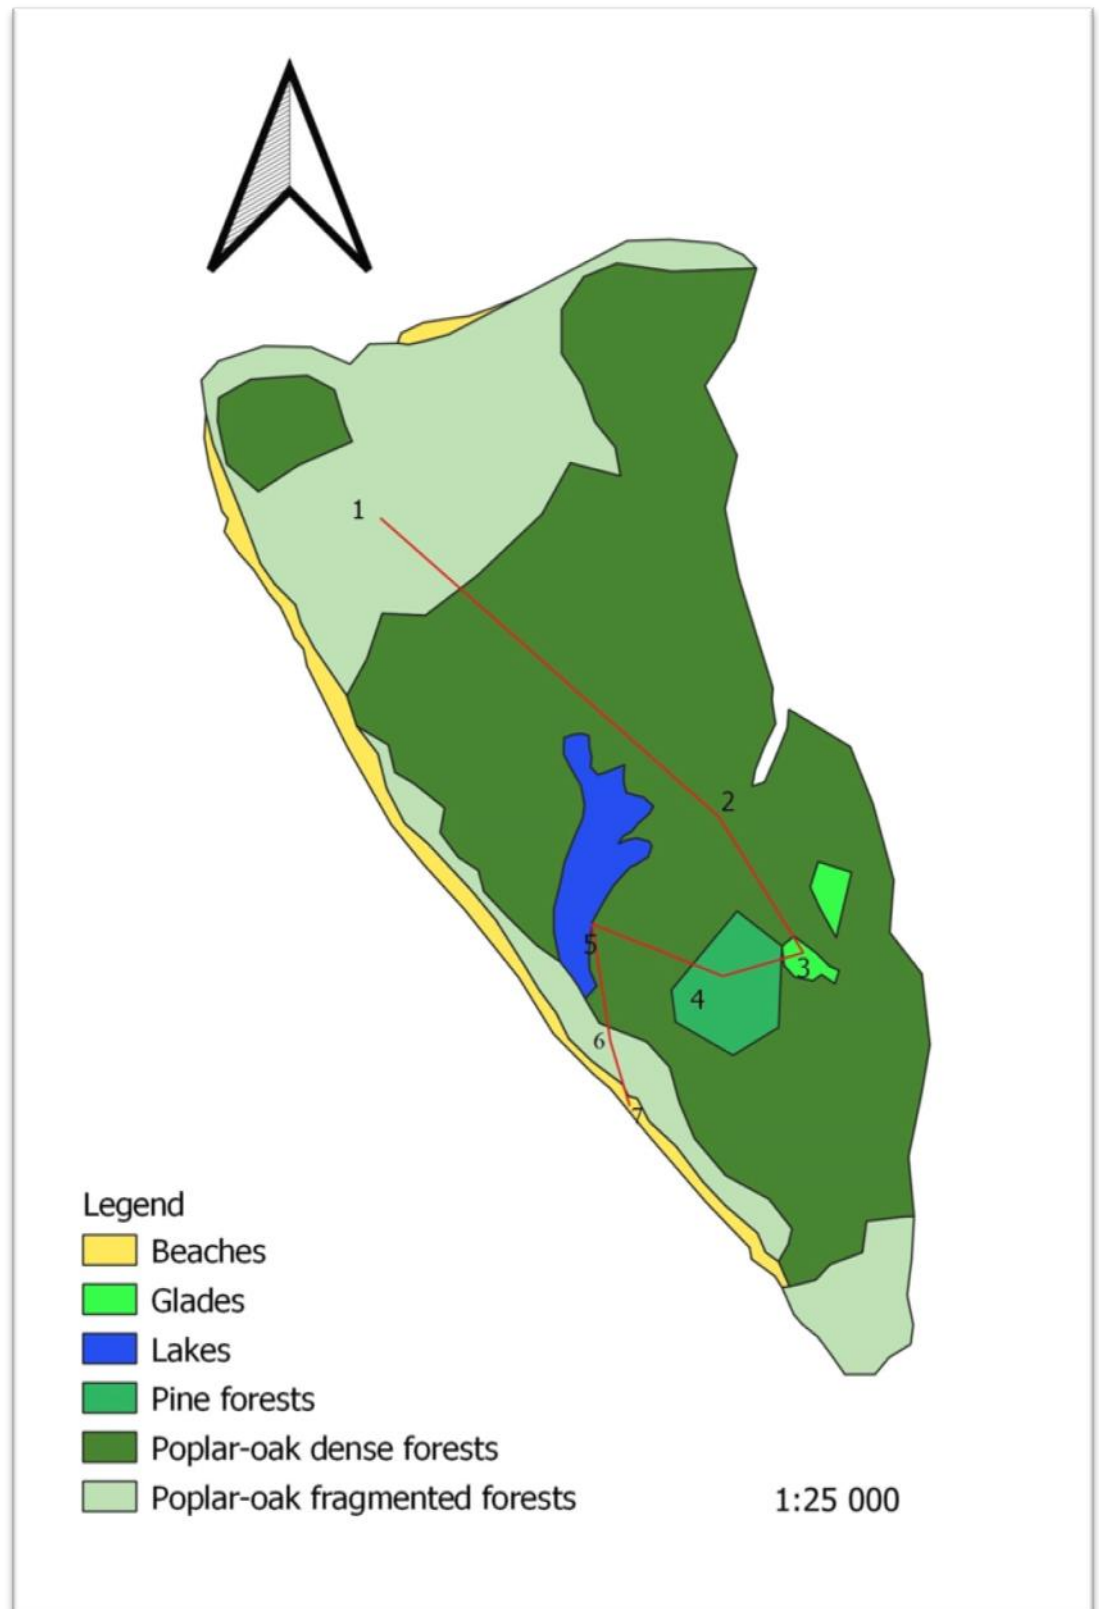 1
2
3
4
5
6
7
Legend
Beaches
Glades
Lakes
Pine forests
Poplar-oak dense forests
Poplar-oak fragmented forests
1:25 000